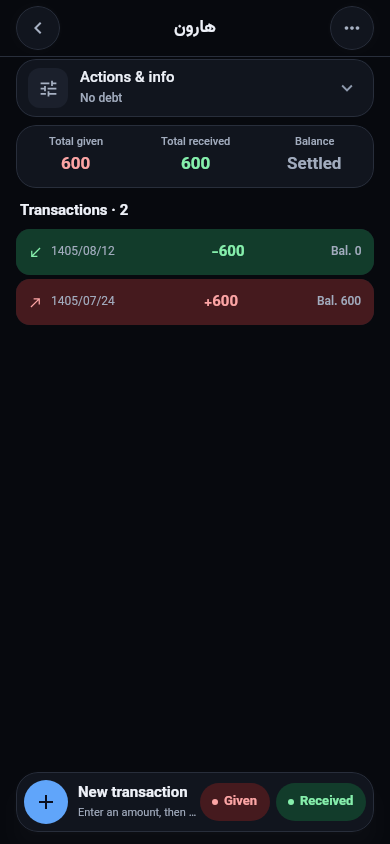 هارون
Actions & info
No debt
Total given Total received Balance
600 600 Settled
Transactions · 2
1405/08/12 -600 Bal. 0
1405/07/24 +600 Bal. 600
New transaction
Enter an amount, then ...
Given Received